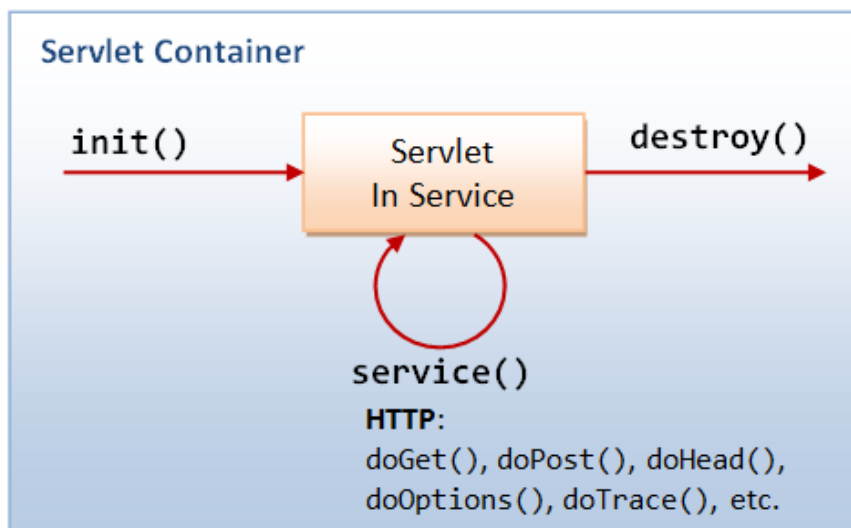 Servlet Container
init()
Servlet
In Service
destroy()
service()
HTTP:
doGet(), doPost(), doHead(),
doOptions(), doTrace(), etc.